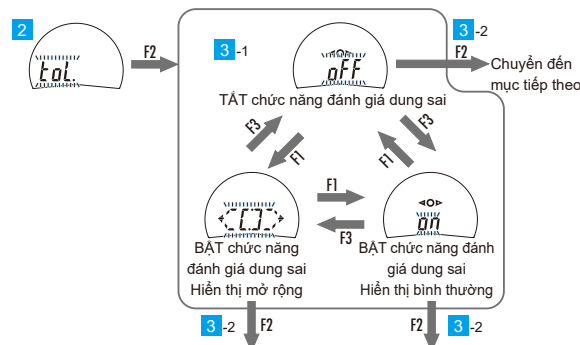 2
toL.
F2
3 -1
oFF
3 -2
F2
Chuyển đến
mục tiếp theo
TẮT chức năng đánh giá dung sai
F3
F1
F3
F1
F1
F3
on
BẬT chức năng
đánh giá dung sai
Hiển thị mở rộng
BẬT chức năng đánh
giá dung sai
Hiển thị bình thường
3 -2
F2
F2
3 -2